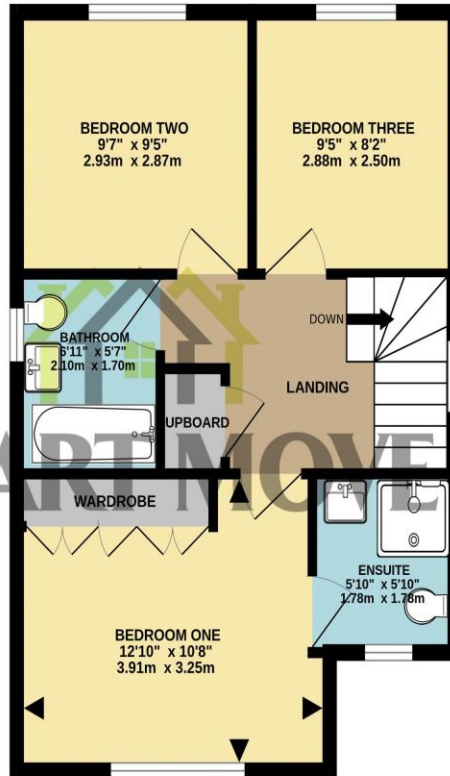 BEDROOM TWO
9'7" x 9'5"
2.93m x 2.87m
BEDROOM THREE
9'5" x 8'2"
2.88m x 2.50m
BATHROOM
6'11" x 5'7"
2.10m x 1.70m
DOWN
LANDING
UPBOARD
ART MOVE
WARDROBE
ENSUITE
5'10" x 5'10"
1.78m x 1.78m
BEDROOM ONE
12'10" x 10'8"
3.91m x 3.25m